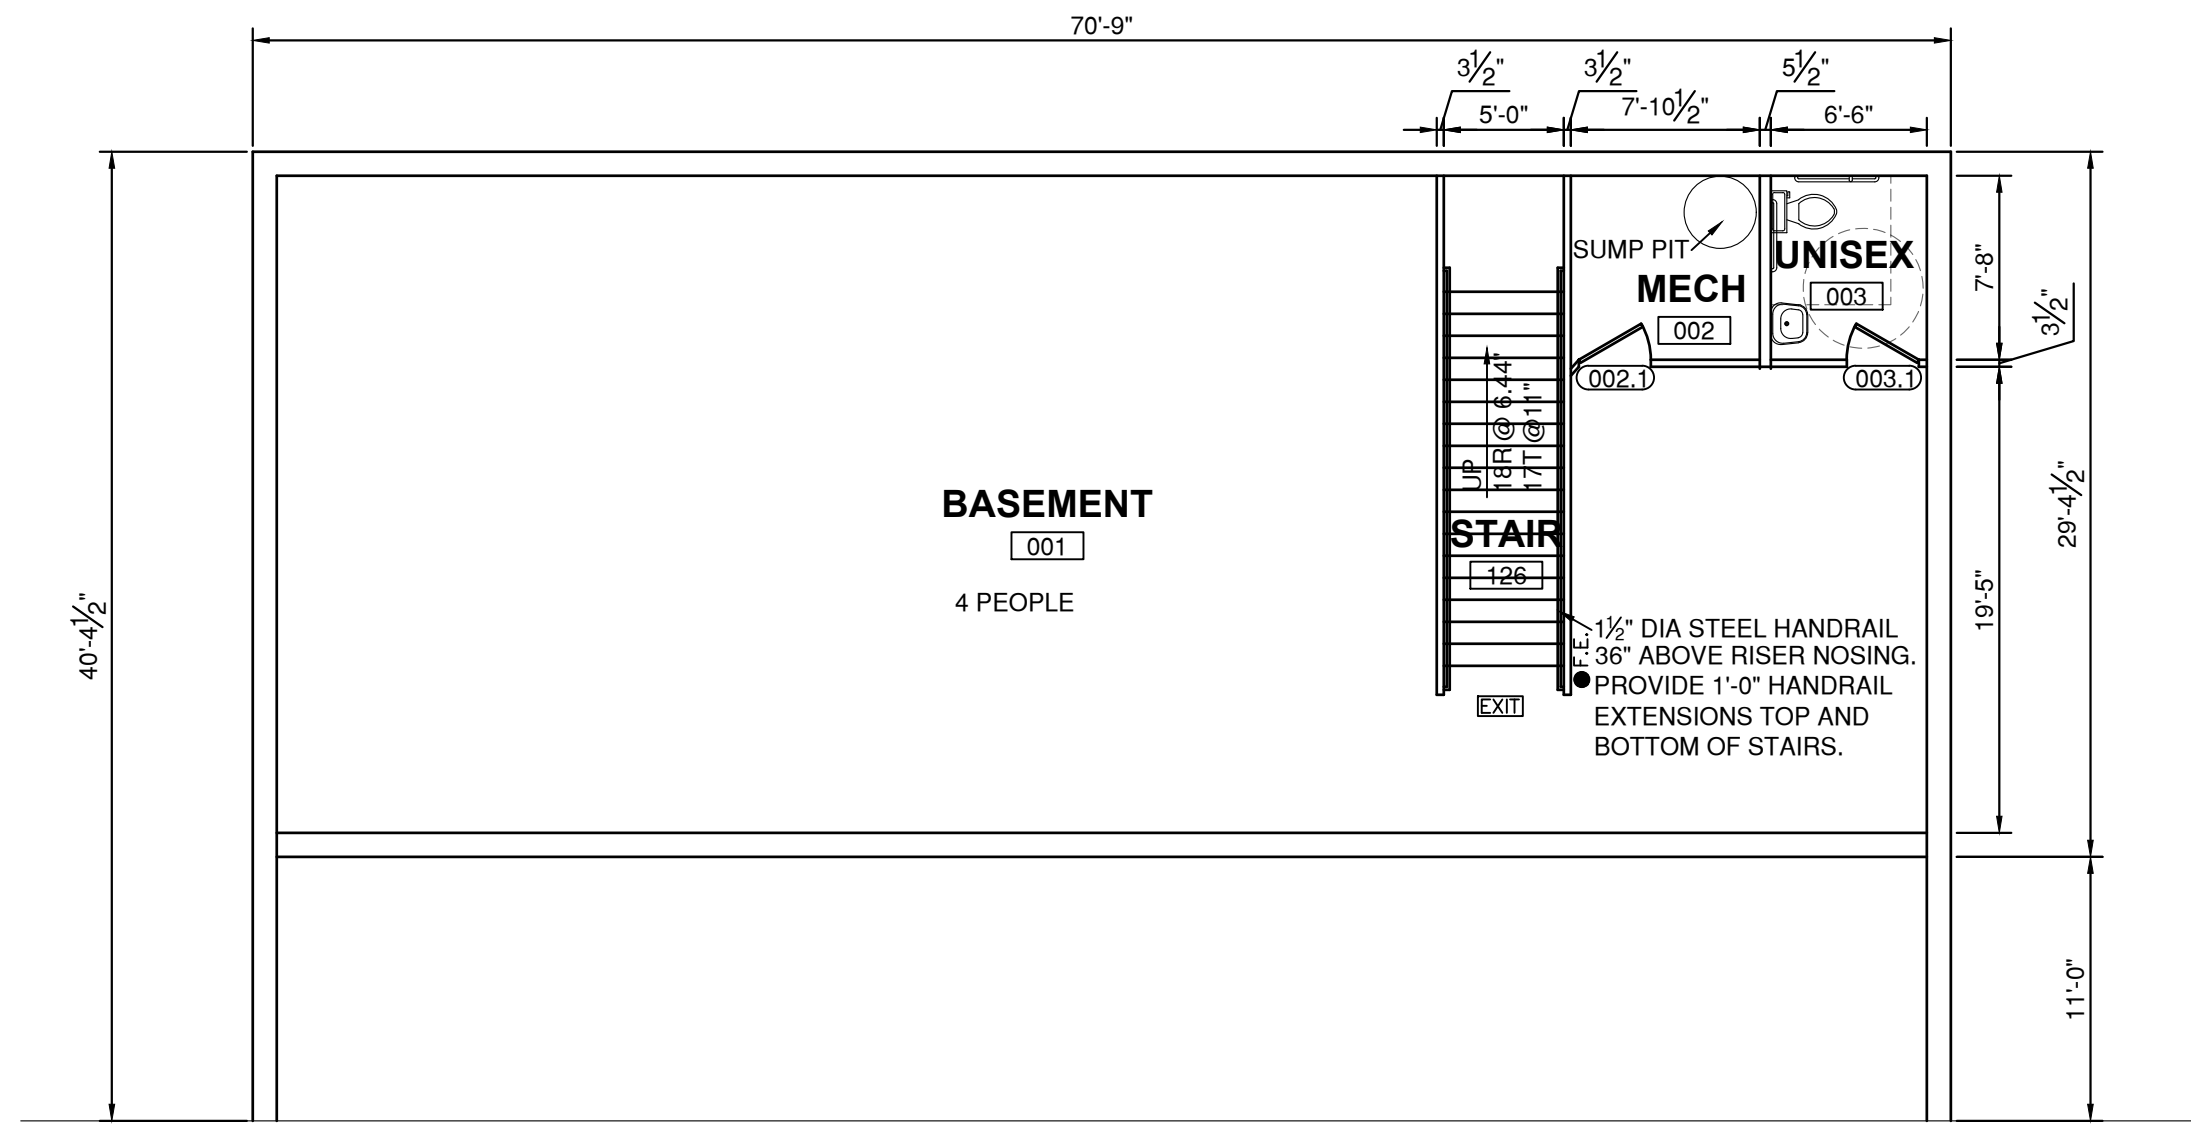 70'-9"
3½"
3½"
5½"
5'-0"
7'-10½"
6'-6"
SUMP PIT
UNISEX
003
MECH
002
002.1
003.1
7'-8"
3½"
UP
18R @ 6.44"
17T @11"
BASEMENT
001
4 PEOPLE
STAIR
126
40'-4½"
29'-4½"
19'-5"
F.E.
1½" DIA STEEL HANDRAIL
36" ABOVE RISER NOSING.
PROVIDE 1'-0" HANDRAIL
EXTENSIONS TOP AND
BOTTOM OF STAIRS.
EXIT
11'-0"